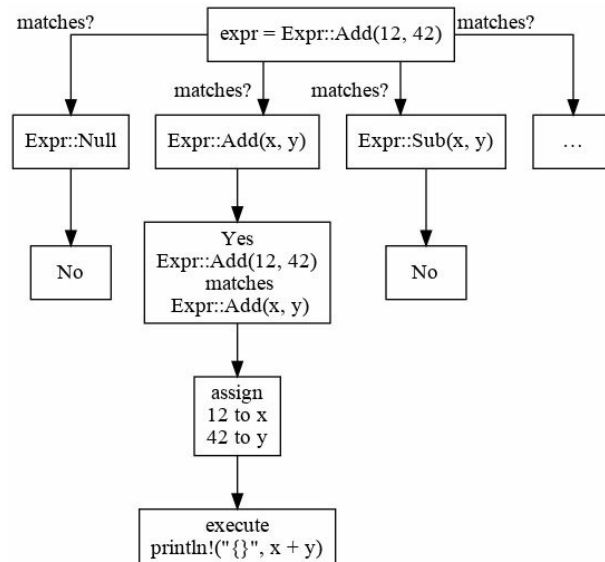 matches?
expr = Expr::Add(12, 42)
matches?
matches?
matches?
Expr::Null
Expr::Add(x, y)
Expr::Sub(x, y)
...
No
Yes
Expr::Add(12, 42)
matches
Expr::Add(x, y)
No
assign
12 to x
42 to y
execute
println!("{}", x + y)